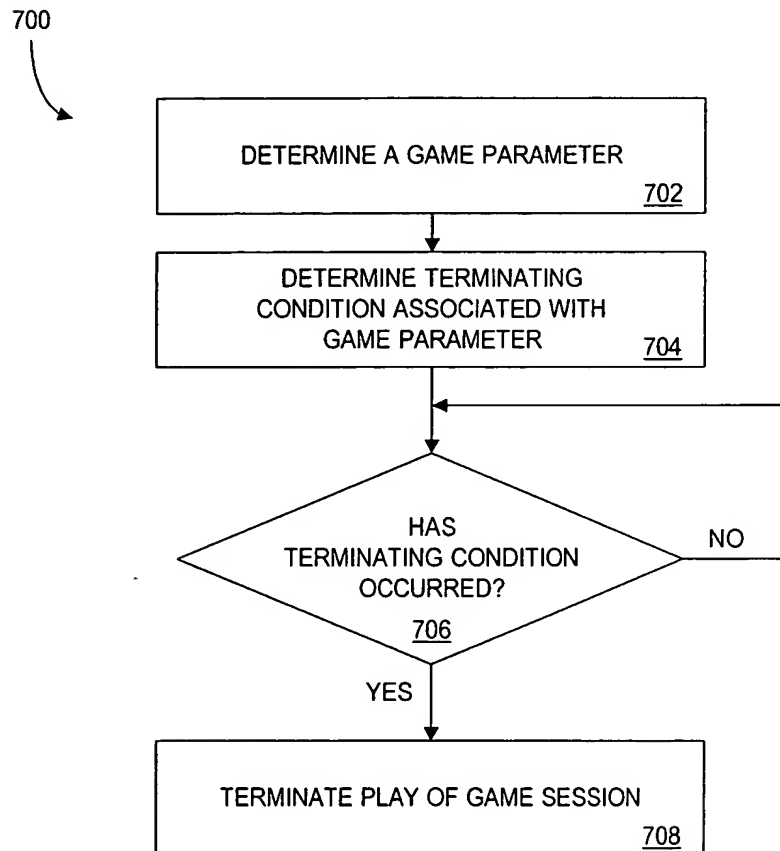 700
DETERMINE A GAME PARAMETER
702
DETERMINE TERMINATING
CONDITION ASSOCIATED WITH
GAME PARAMETER
704
HAS
TERMINATING CONDITION
OCCURRED?
706
NO
YES
TERMINATE PLAY OF GAME SESSION
708